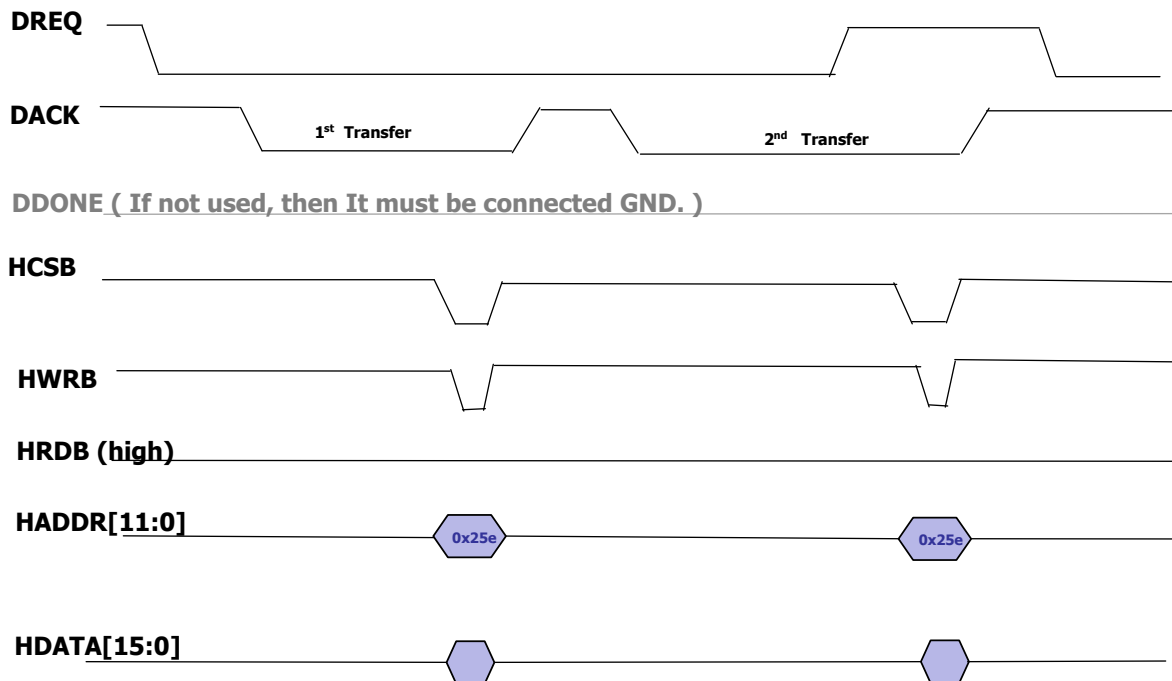 DREQ
DACK
1st Transfer
2nd Transfer
DDONE ( If not used, then It must be connected GND. )
HCSB
HWRB
HRDB (high)
HADDR[11:0]
0x25e
0x25e
HDATA[15:0]